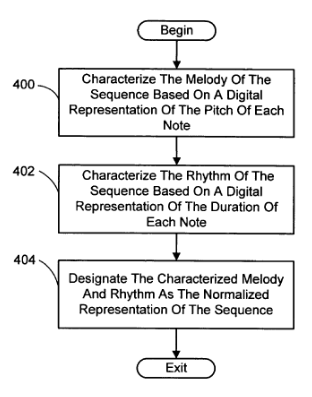 Begin
400
Characterize The Melody Of The
Sequence Based On A Digital
Representation Of The Pitch Of Each
Note
402
Characterize The Rhythm Of The
Sequence Based On A Digital
Representation Of The Duration Of
Each Note
404
Designate The Characterized Melody
And Rhythm As The Normalized
Representation Of The Sequence
Exit